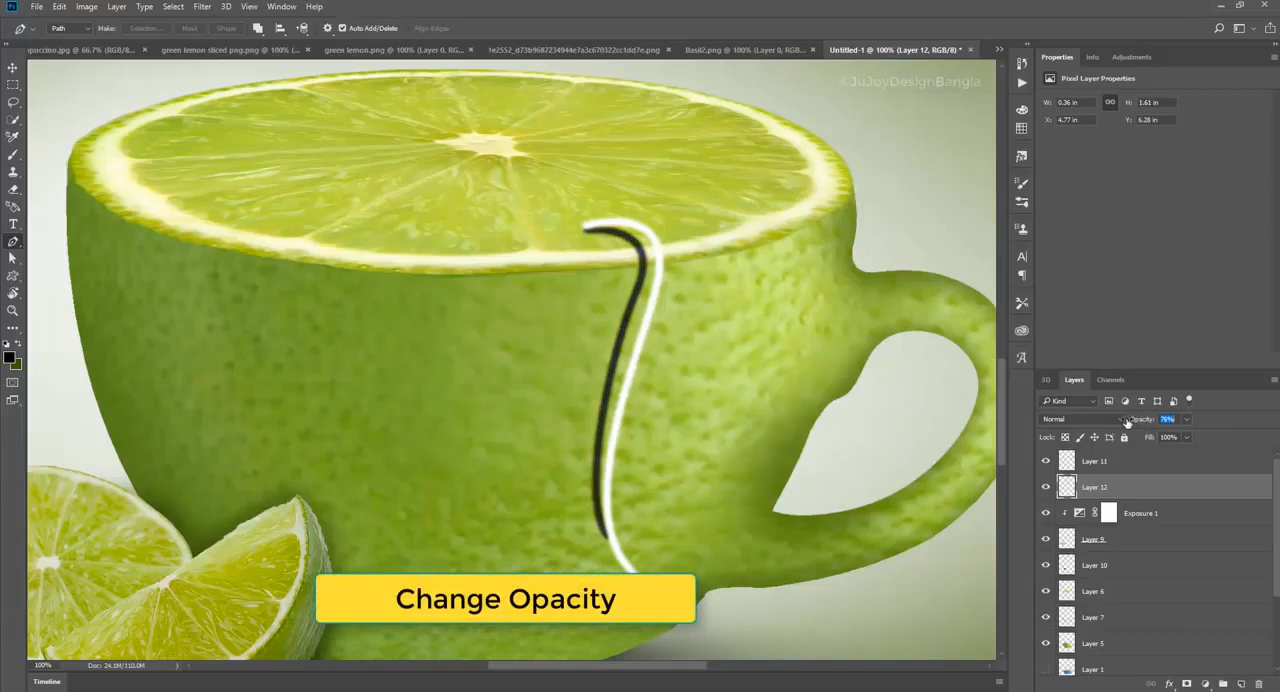 Ps File Edit Image Layer Type Select Filter 3D View Window Help
Path Make: Selection... Mask Shape Auto Add/Delete Align Edges
green lemon sliced png.png @ 100% (... × green lemon.png @ 100% (Layer 0, RGB/... × 1e2552_d73b9687234944e7a3c670322cc1dd7e.png × Basil2.png @ 100% (Layer 0, RGB/... × Untitled-1 @ 100% (Layer 12, RGB/8) * ×
JuJoyDesignBangla
Properties Info Adjustments
Pixel Layer Properties
W: 0.36 in H: 1.61 in
X: 4.77 in Y: 6.28 in
3D Layers Channels
Kind
Normal Opacity: 76%
Lock: Fill: 100%
Layer 11
Layer 12
Exposure 1
Layer 9
Layer 10
Layer 6
Layer 7
Layer 5
Layer 1
Change Opacity
100% Doc: 24.1M/110.0M
Timeline